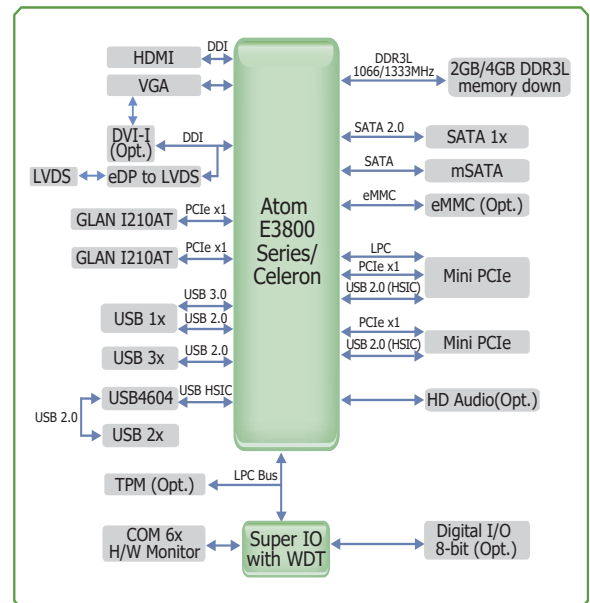 HDMI
DDI
VGA
DVI-I
(Opt.)
DDI
LVDS
eDP to LVDS
GLAN I210AT
PCIe x1
GLAN I210AT
PCIe x1
USB 1x
USB 3.0
USB 2.0
USB 3x
USB 2.0
USB4604
USB HSIC
USB 2.0
USB 2x
Atom
E3800
Series/
Celeron
DDR3L
1066/1333MHz
2GB/4GB DDR3L
memory down
SATA 2.0
SATA 1x
SATA
mSATA
eMMC
eMMC (Opt.)
LPC
PCIe x1
USB 2.0 (HSIC)
Mini PCIe
PCIe x1
USB 2.0 (HSIC)
Mini PCIe
HD Audio(Opt.)
TPM (Opt.)
LPC Bus
COM 6x
H/W Monitor
Super IO
with WDT
Digital I/O
8-bit (Opt.)